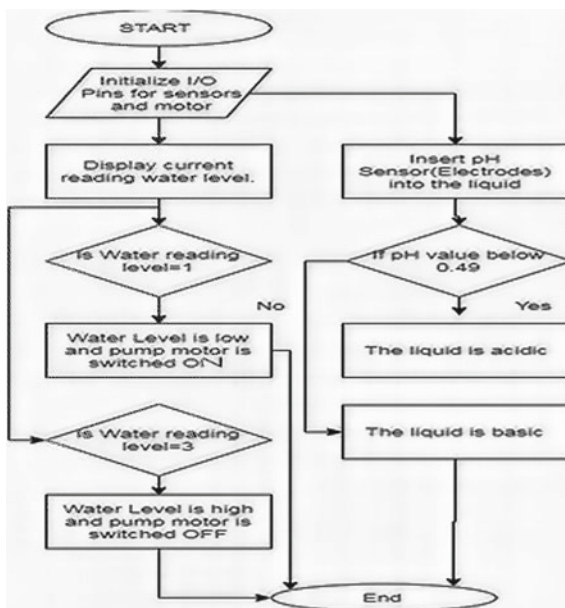 START
Initialize I/O
Pins for sensors
and motor
Display current
reading water level.
Is Water reading
level=1
No
Water Level is low
and pump motor is
switched ON
Is Water reading
level=3
Water Level is high
and pump motor is
switched OFF
Insert pH
Sensor(Electrodes)
into the liquid
If pH value below
0.49
Yes
The liquid is acidic
The liquid is basic
End